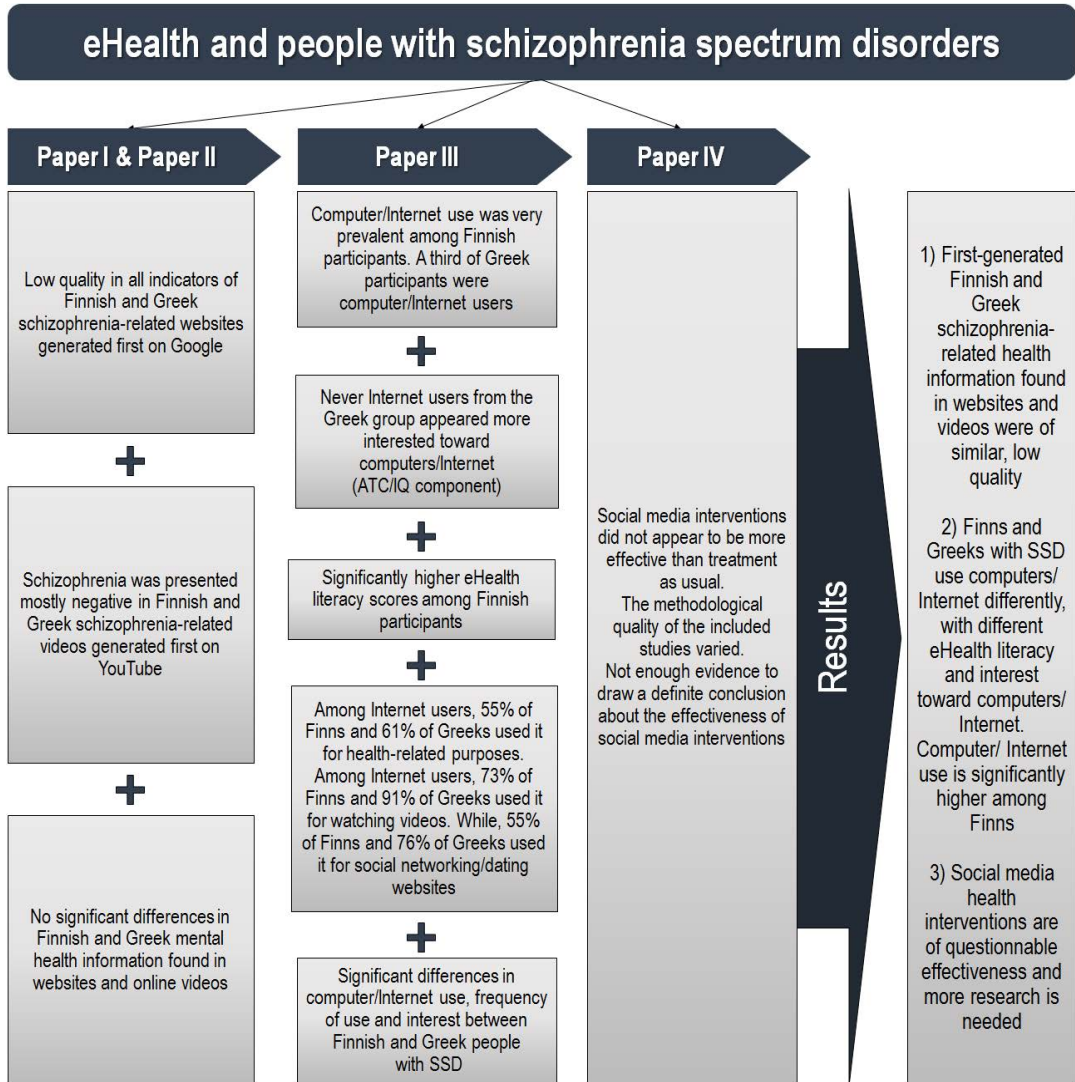 eHealth and people with schizophrenia spectrum disorders
Paper I & Paper II
Low quality in all indicators of
Finnish and Greek
schizophrenia-related websites
generated first on Google
+
Schizophrenia was presented
mostly negative in Finnish and
Greek schizophrenia-related
videos generated first on
YouTube
+
No significant differences in
Finnish and Greek mental
health information found in
websites and online videos
Paper III
Computer/Internet use was very
prevalent among Finnish
participants. A third of Greek
participants were
computer/Internet users
+
Never Internet users from the
Greek group appeared more
interested toward
computers/Internet
(ATC/IQ component)
+
Significantly higher eHealth
literacy scores among Finnish
participants
+
Among Internet users, 55% of
Finns and 61% of Greeks used it
for health-related purposes.
Among Internet users, 73% of
Finns and 91% of Greeks used it
for watching videos. While, 55%
of Finns and 76% of Greeks used
it for social networking/dating
websites
+
Significant differences in
computer/Internet use, frequency
of use and interest between
Finnish and Greek people
with SSD
Paper IV
Social media interventions
did not appear to be more
effective than treatment
as usual.
The methodological
quality of the included
studies varied.
Not enough evidence to
draw a definite conclusion
about the effectiveness of
social media interventions
Results
1) First-generated
Finnish and
Greek
schizophrenia-
related health
information found
in websites and
videos were of
similar, low
quality
2) Finns and
Greeks with SSD
use computers/
Internet differently,
with different
eHealth literacy
and interest
toward computers/
Internet.
Computer/ Internet
use is significantly
higher among
Finns
3) Social media
health
interventions are
of questionnable
effectiveness and
more research is
needed